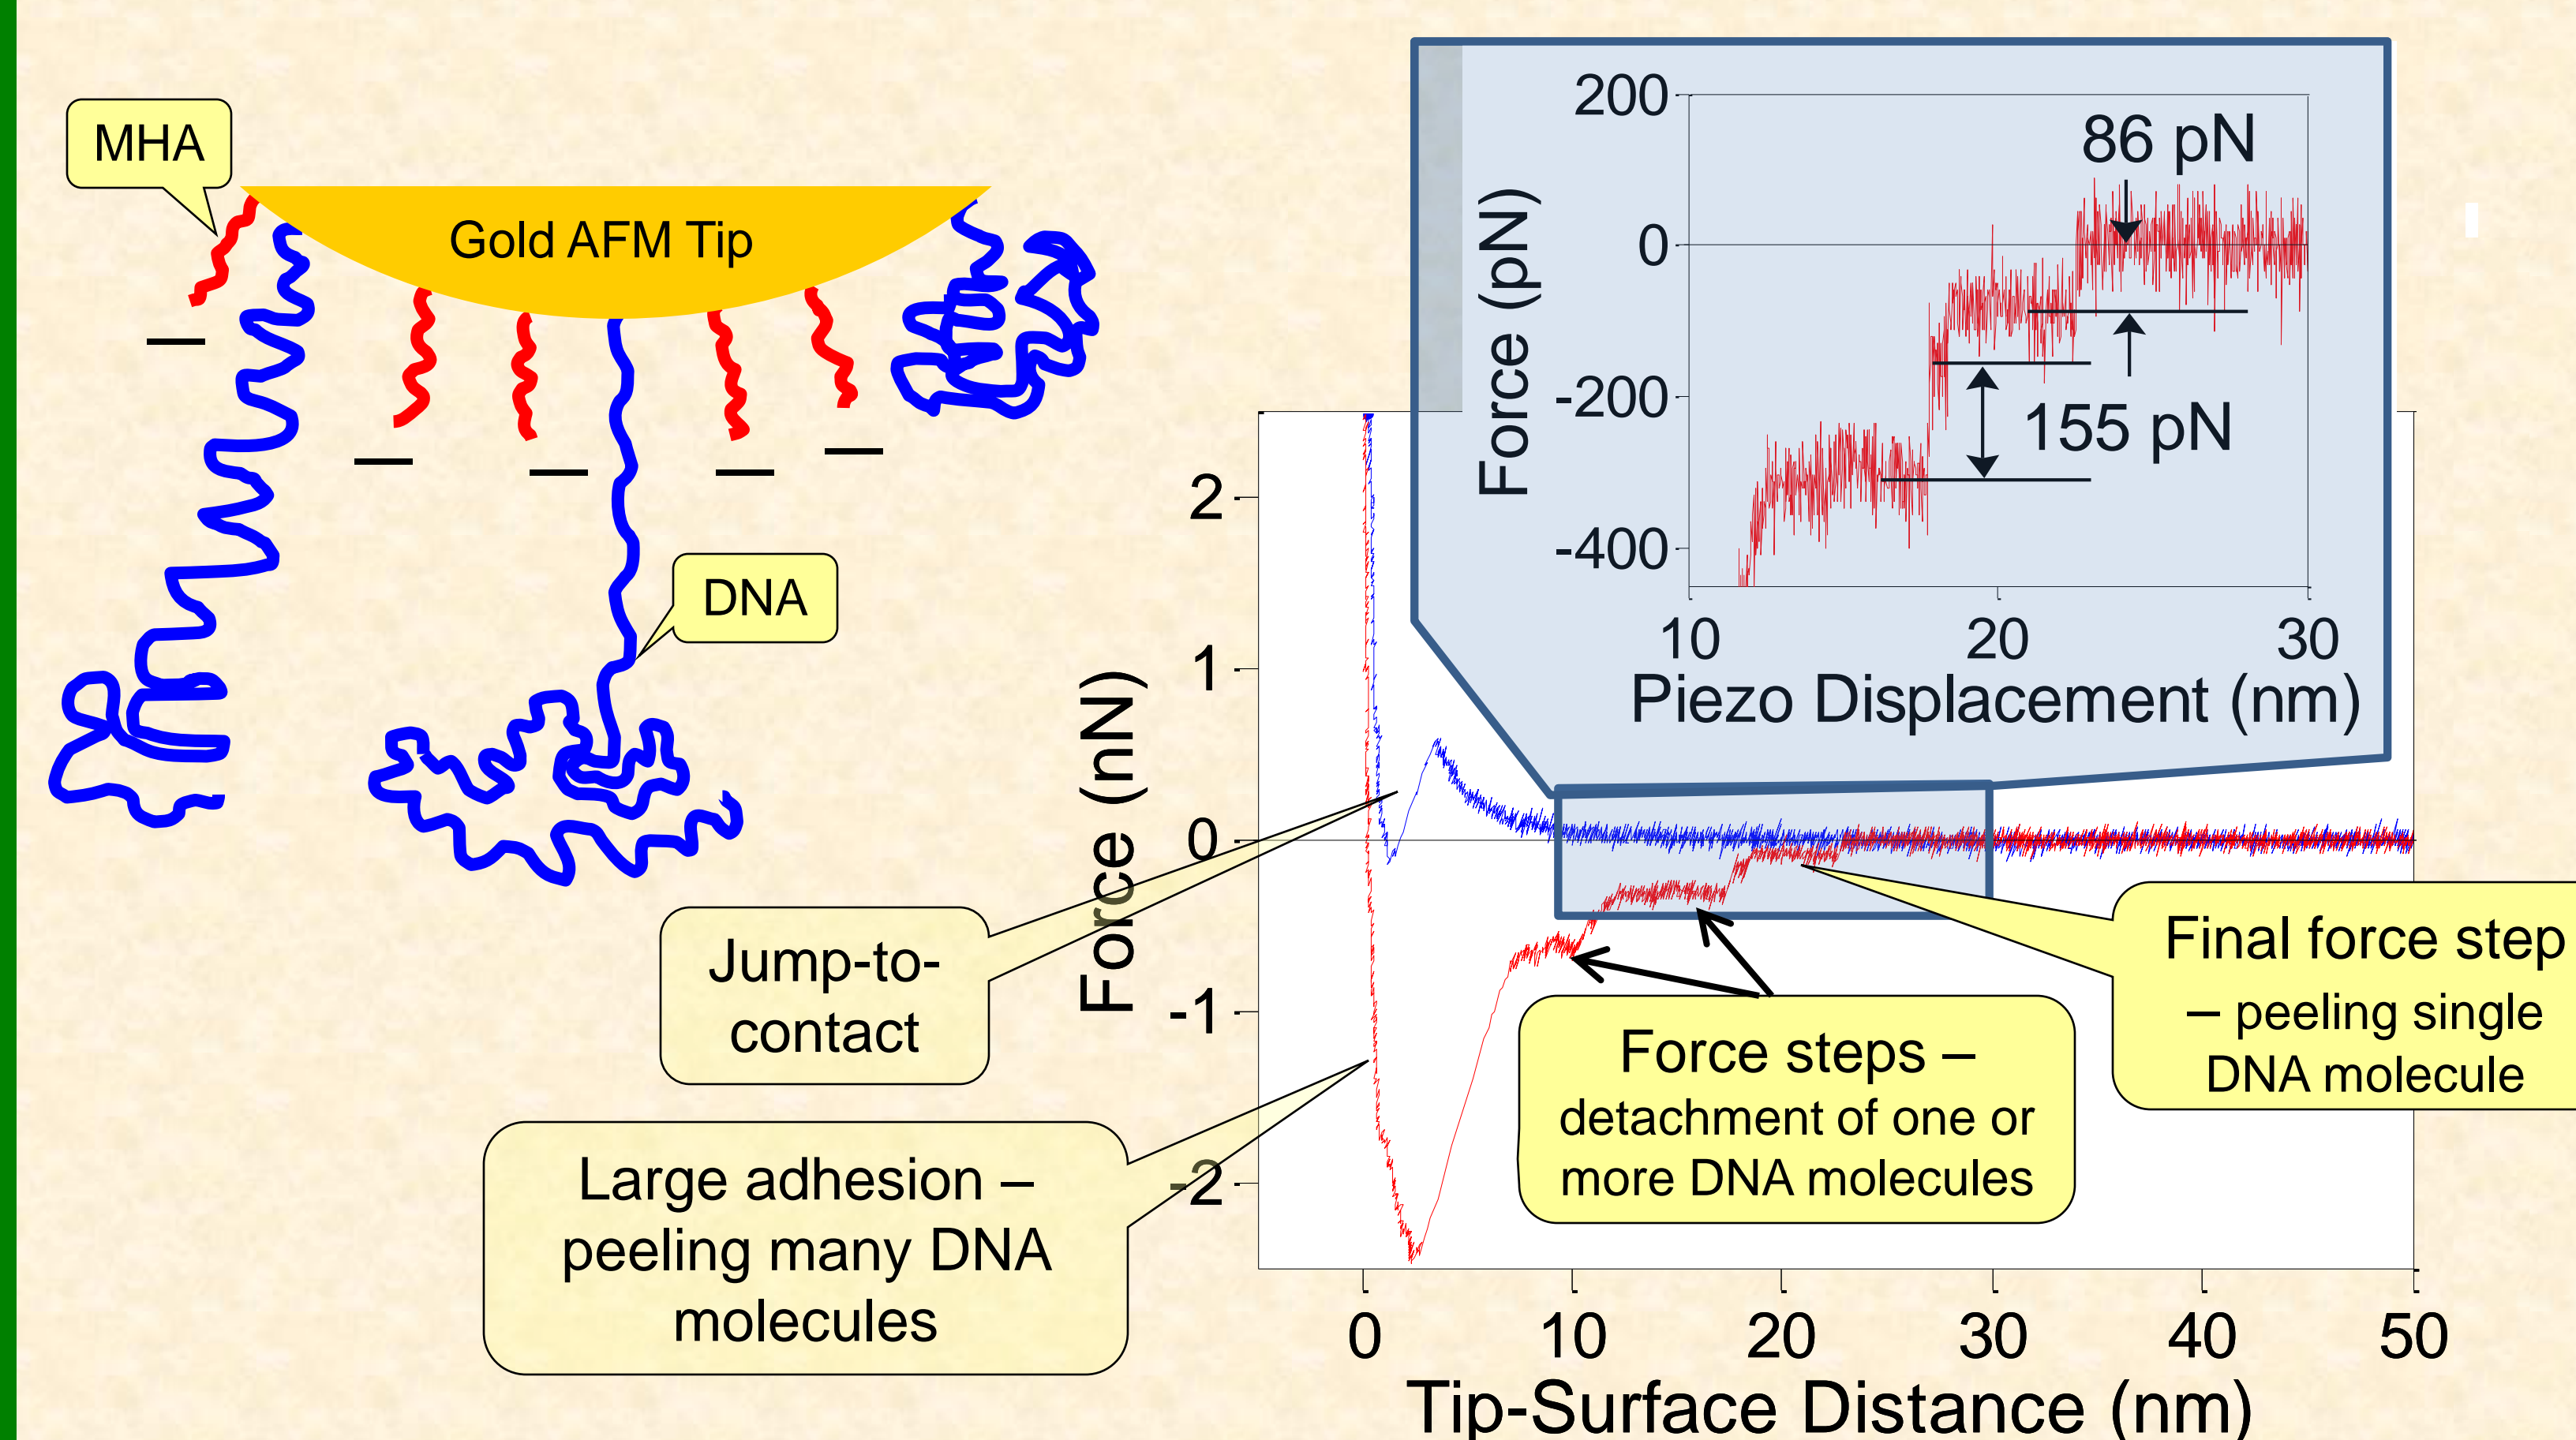 MHA
Gold AFM Tip
DNA
200
0
-200
-400
Force (pN)
86 pN
155 pN
10 20 30
Piezo Displacement (nm)
2
1
0
-1
-2
Force (nN)
Jump-to-
contact
Large adhesion –
peeling many DNA
molecules
Force steps –
detachment of one or
more DNA molecules
Final force step
– peeling single
DNA molecule
0 10 20 30 40 50
Tip-Surface Distance (nm)